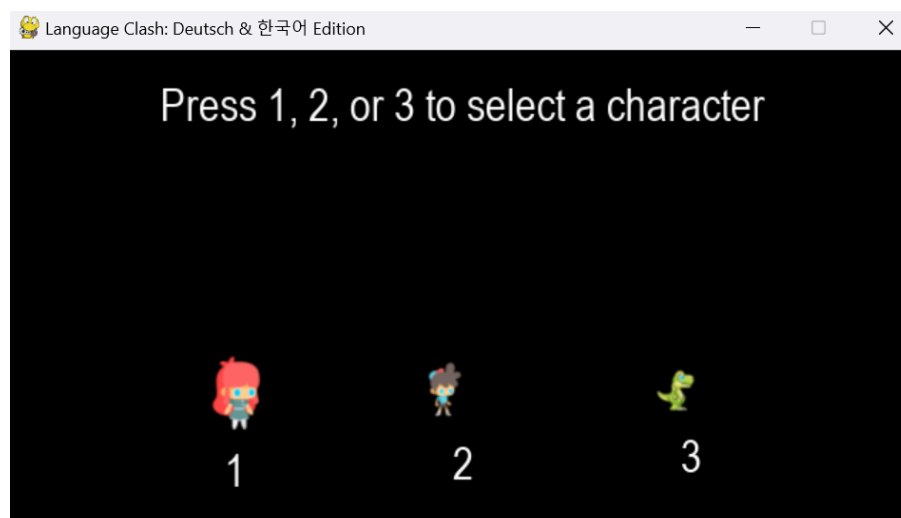 Language Clash: Deutsch & 한국어 Edition
Press 1, 2, or 3 to select a character
1
2
3